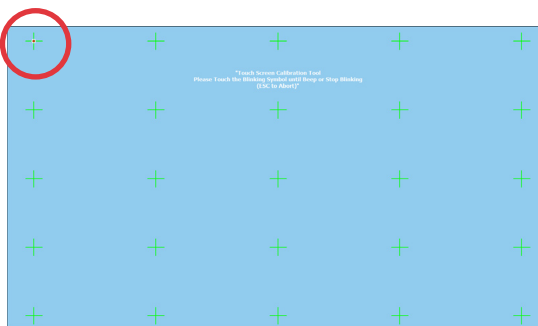 "Touch Screen Calibration Tool
Please Touch the Blinking Symbol until Beep or Stop Blinking
(ESC to Abort)"